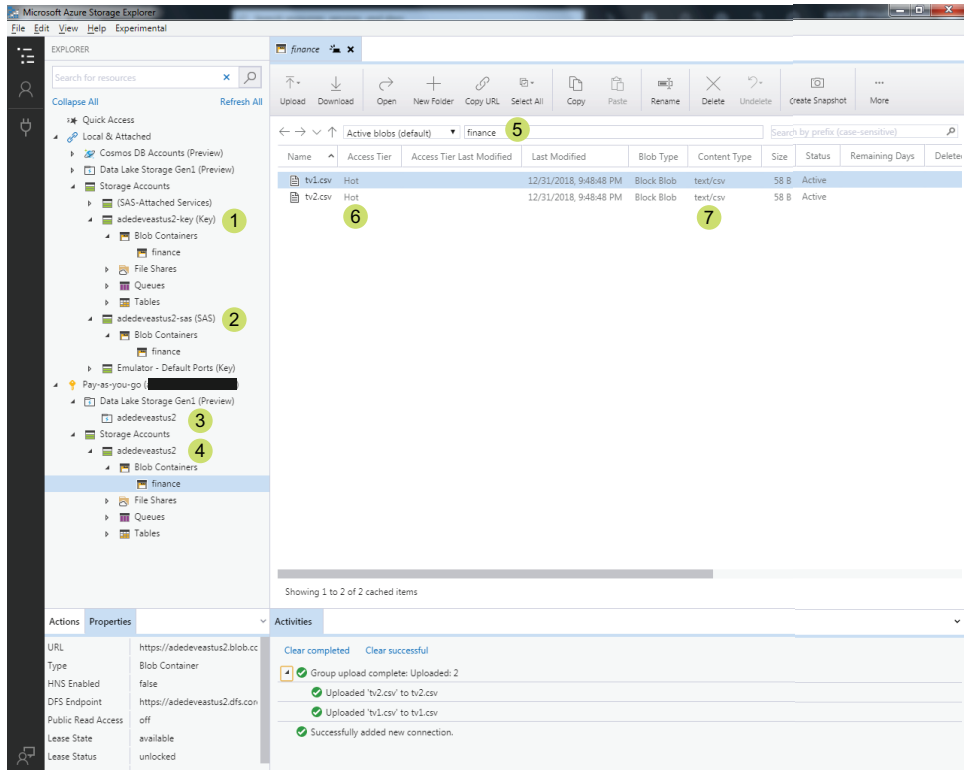 Microsoft Azure Storage Explorer
File Edit View Help Experimental
EXPLORER
Search for resources
Collapse All Refresh All
Quick Access
Local & Attached
Cosmos DB Accounts (Preview)
Data Lake Storage Gen1 (Preview)
Storage Accounts
(SAS-Attached Services)
adedeveastus2-key (Key) 1
Blob Containers
finance
File Shares
Queues
Tables
adedeveastus2-sas (SAS) 2
Blob Containers
finance
Emulator - Default Ports (Key)
Pay-as-you-go (
Data Lake Storage Gen1 (Preview)
adedeveastus2 3
Storage Accounts
adedeveastus2 4
Blob Containers
finance
File Shares
Queues
Tables
finance
Upload Download Open New Folder Copy URL Select All Copy Paste Rename Delete Undelete Create Snapshot More
Active blobs (default) finance 5 Search by prefix (case-sensitive)
Name Access Tier Access Tier Last Modified Last Modified Blob Type Content Type Size Status Remaining Days Delete
tv1.csv Hot 12/31/2018, 9:48:48 PM Block Blob text/csv 58 B Active
tv2.csv Hot 12/31/2018, 9:48:48 PM Block Blob text/csv 58 B Active
6 7
Showing 1 to 2 of 2 cached items
Actions Properties
URL https://adedeveastus2.blob.cc
Type Blob Container
HNS Enabled false
DFS Endpoint https://adedeveastus2.dfs.cor
Public Read Access off
Lease State available
Lease Status unlocked
Activities
Clear completed Clear successful
Group upload complete: Uploaded: 2
Uploaded 'tv2.csv' to tv2.csv
Uploaded 'tv1.csv' to tv1.csv
Successfully added new connection.